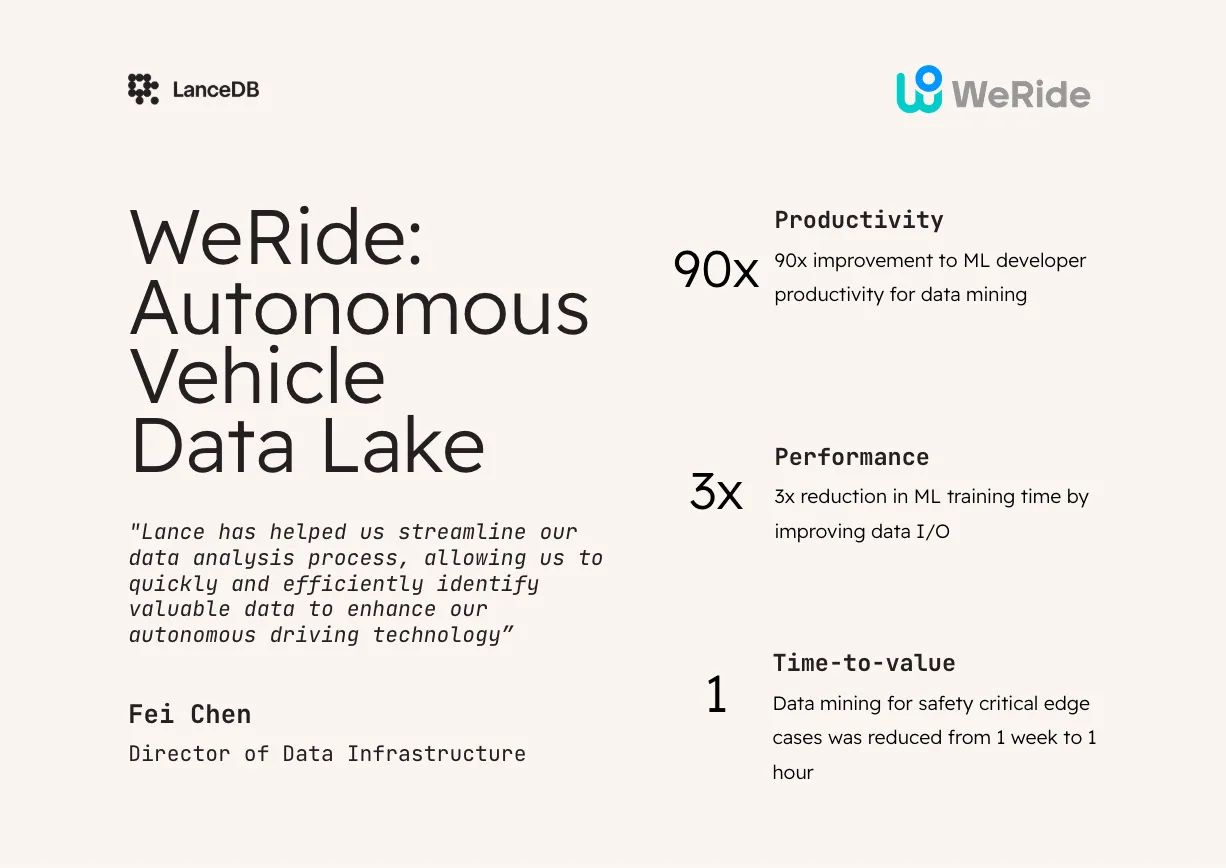 LanceDB
WeRide
WeRide:
Autonomous
Vehicle
Data Lake
"Lance has helped us streamline our
data analysis process, allowing us to
quickly and efficiently identify
valuable data to enhance our
autonomous driving technology”
Fei Chen
Director of Data Infrastructure
90x
Productivity
90x improvement to ML developer
productivity for data mining
3x
Performance
3x reduction in ML training time by
improving data I/O
1
Time-to-value
Data mining for safety critical edge
cases was reduced from 1 week to 1
hour